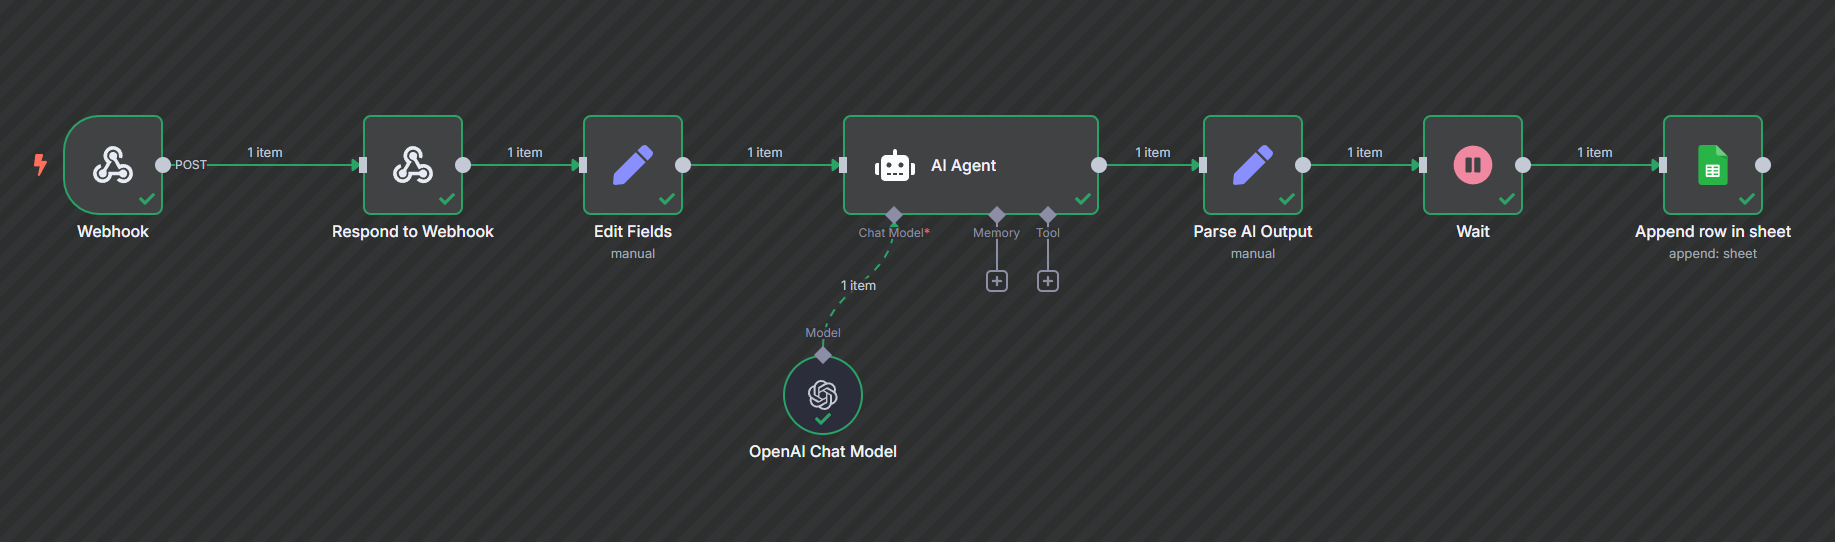 POST
1 item
1 item
1 item
AI Agent
1 item
1 item
1 item
Webhook
Respond to Webhook
Edit Fields
manual
Chat Model*
Memory
Tool
Parse AI Output
manual
Wait
Append row in sheet
append: sheet
1 item
Model
OpenAI Chat Model